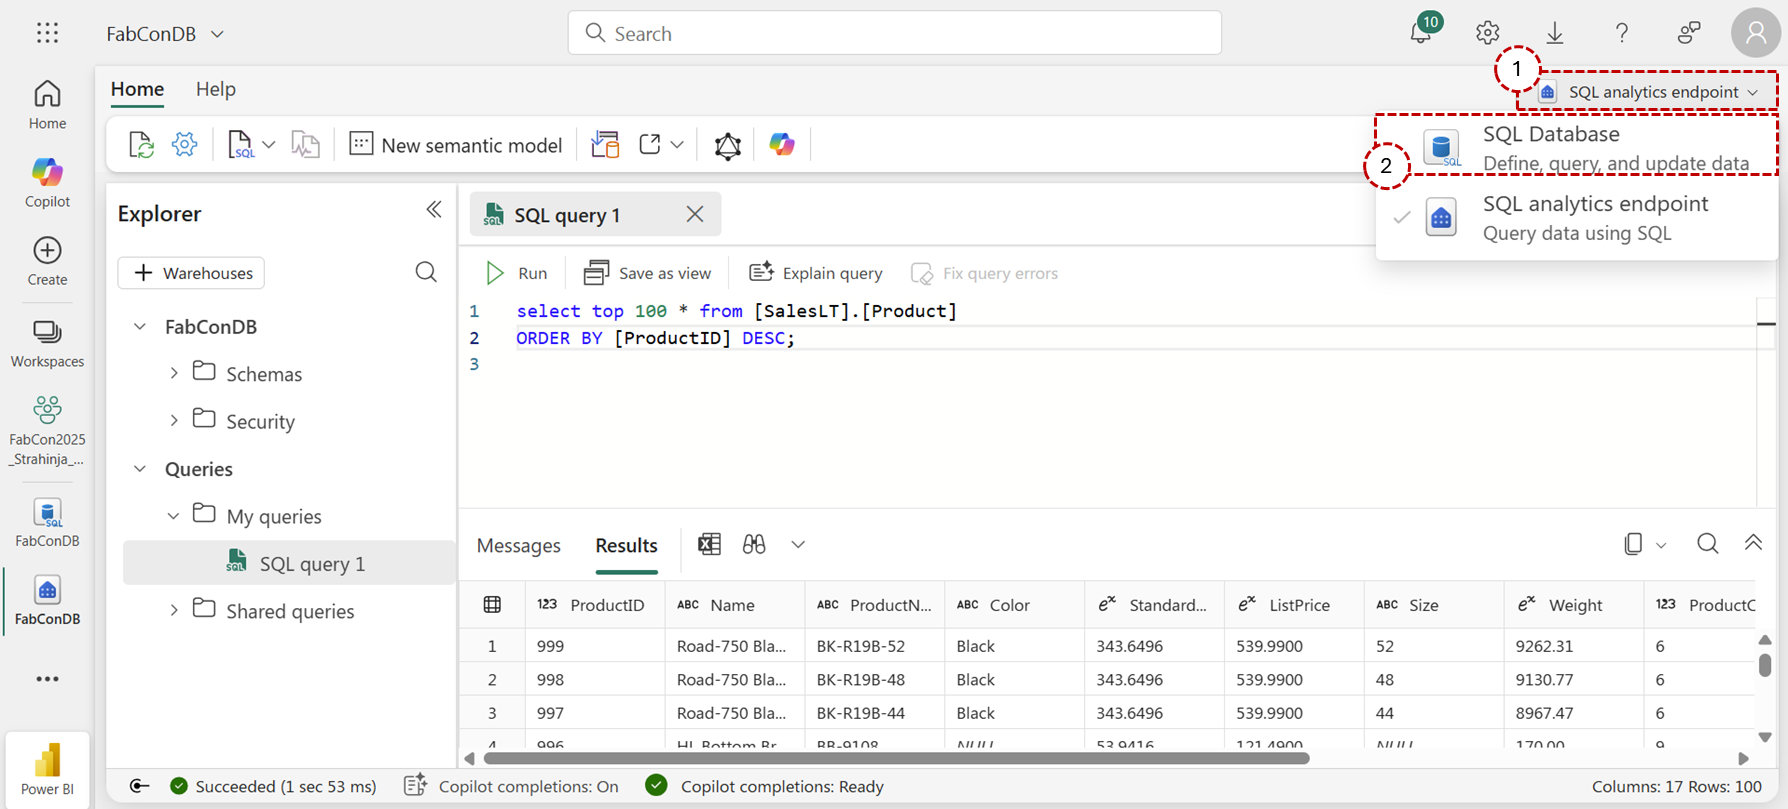 FabConDB
Search
10
Home
Help
1
SQL analytics endpoint
Home
Copilot
Create
Workspaces
FabCon2025
_Strahinja_...
FabConDB
FabConDB
Power BI
SQL
New semantic model
2
SQL Database
Define, query, and update data
SQL analytics endpoint
Query data using SQL
Explorer
Warehouses
FabConDB
Schemas
Security
Queries
My queries
SQL query 1
Shared queries
SQL query 1
Run
Save as view
Explain query
Fix query errors
1 select top 100 * from [SalesLT].[Product]
2 ORDER BY [ProductID] DESC;
3
Messages
Results
123 ProductID ABC Name ABC ProductN... ABC Color Standard... ListPrice ABC Size Weight 123 ProductC
1 999 Road-750 Bla... BK-R19B-52 Black 343.6496 539.9900 52 9262.31 6
2 998 Road-750 Bla... BK-R19B-48 Black 343.6496 539.9900 48 9130.77 6
3 997 Road-750 Bla... BK-R19B-44 Black 343.6496 539.9900 44 8967.47 6
4 996 HL Bottom Br... BB-9108 NULL 53.9416 121.4900 NULL 170.00 9
Succeeded (1 sec 53 ms)
Copilot completions: On
Copilot completions: Ready
Columns: 17 Rows: 100